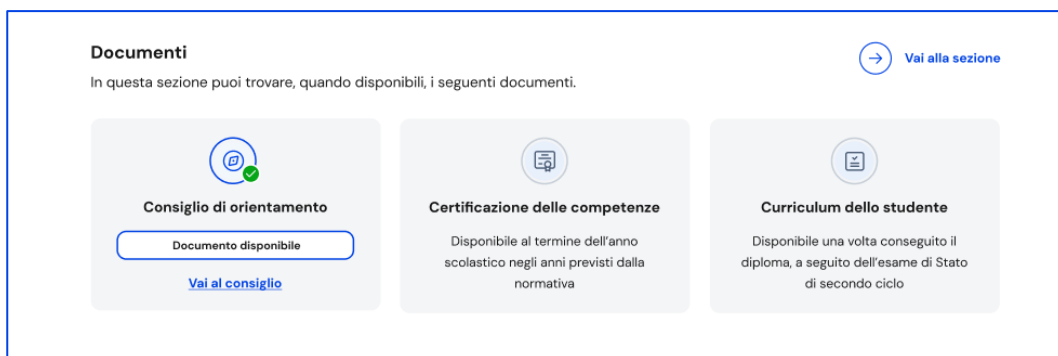 Documenti
Vai alla sezione
In questa sezione puoi trovare, quando disponibili, i seguenti documenti.
Consiglio di orientamento
Documento disponibile
Vai al consiglio
Certificazione delle competenze
Disponibile al termine dell'anno
scolastico negli anni previsti dalla
normativa
Curriculum dello studente
Disponibile una volta conseguito il
diploma, a seguito dell'esame di Stato
di secondo ciclo